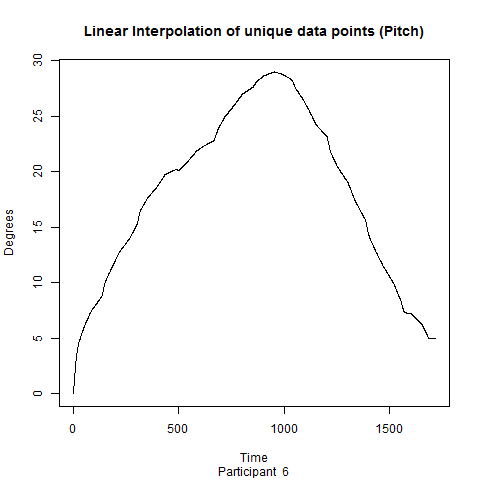 Linear Interpolation of unique data points (Pitch)
30
25
20
15
10
5
0
Degrees
0 500 1000 1500
Time
Participant 6